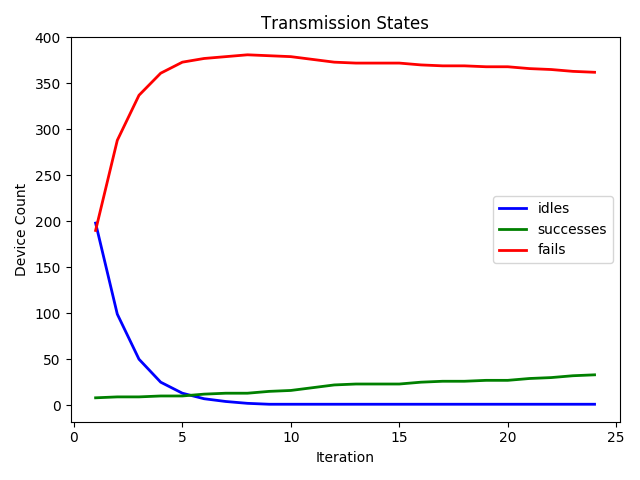 Transmission States
400
350
300
250
200
150
100
50
0
Device Count
idles
successes
fails
0 5 10 15 20 25
Iteration